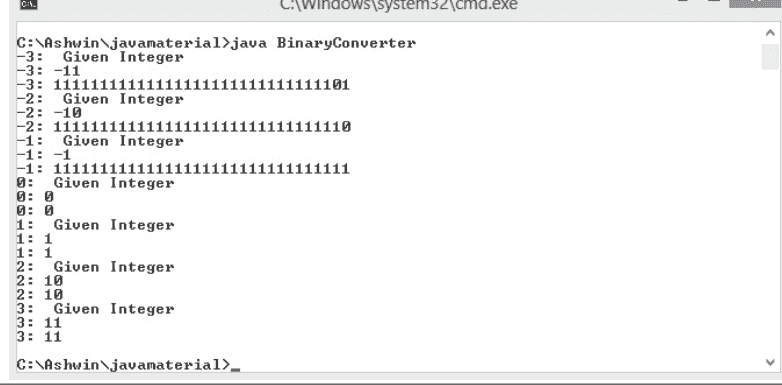 C:\Windows\system32\cmd.exe
C:\Ashwin\javamaterial>java BinaryConverter
-3:  Given Integer
-3: -11
-3: 11111111111111111111111111111101
-2:  Given Integer
-2: -10
-2: 11111111111111111111111111111110
-1:  Given Integer
-1: -1
-1: 11111111111111111111111111111111
0:  Given Integer
0: 0
0: 0
1:  Given Integer
1: 1
1: 1
2:  Given Integer
2: 10
2: 10
3:  Given Integer
3: 11
3: 11
C:\Ashwin\javamaterial>_